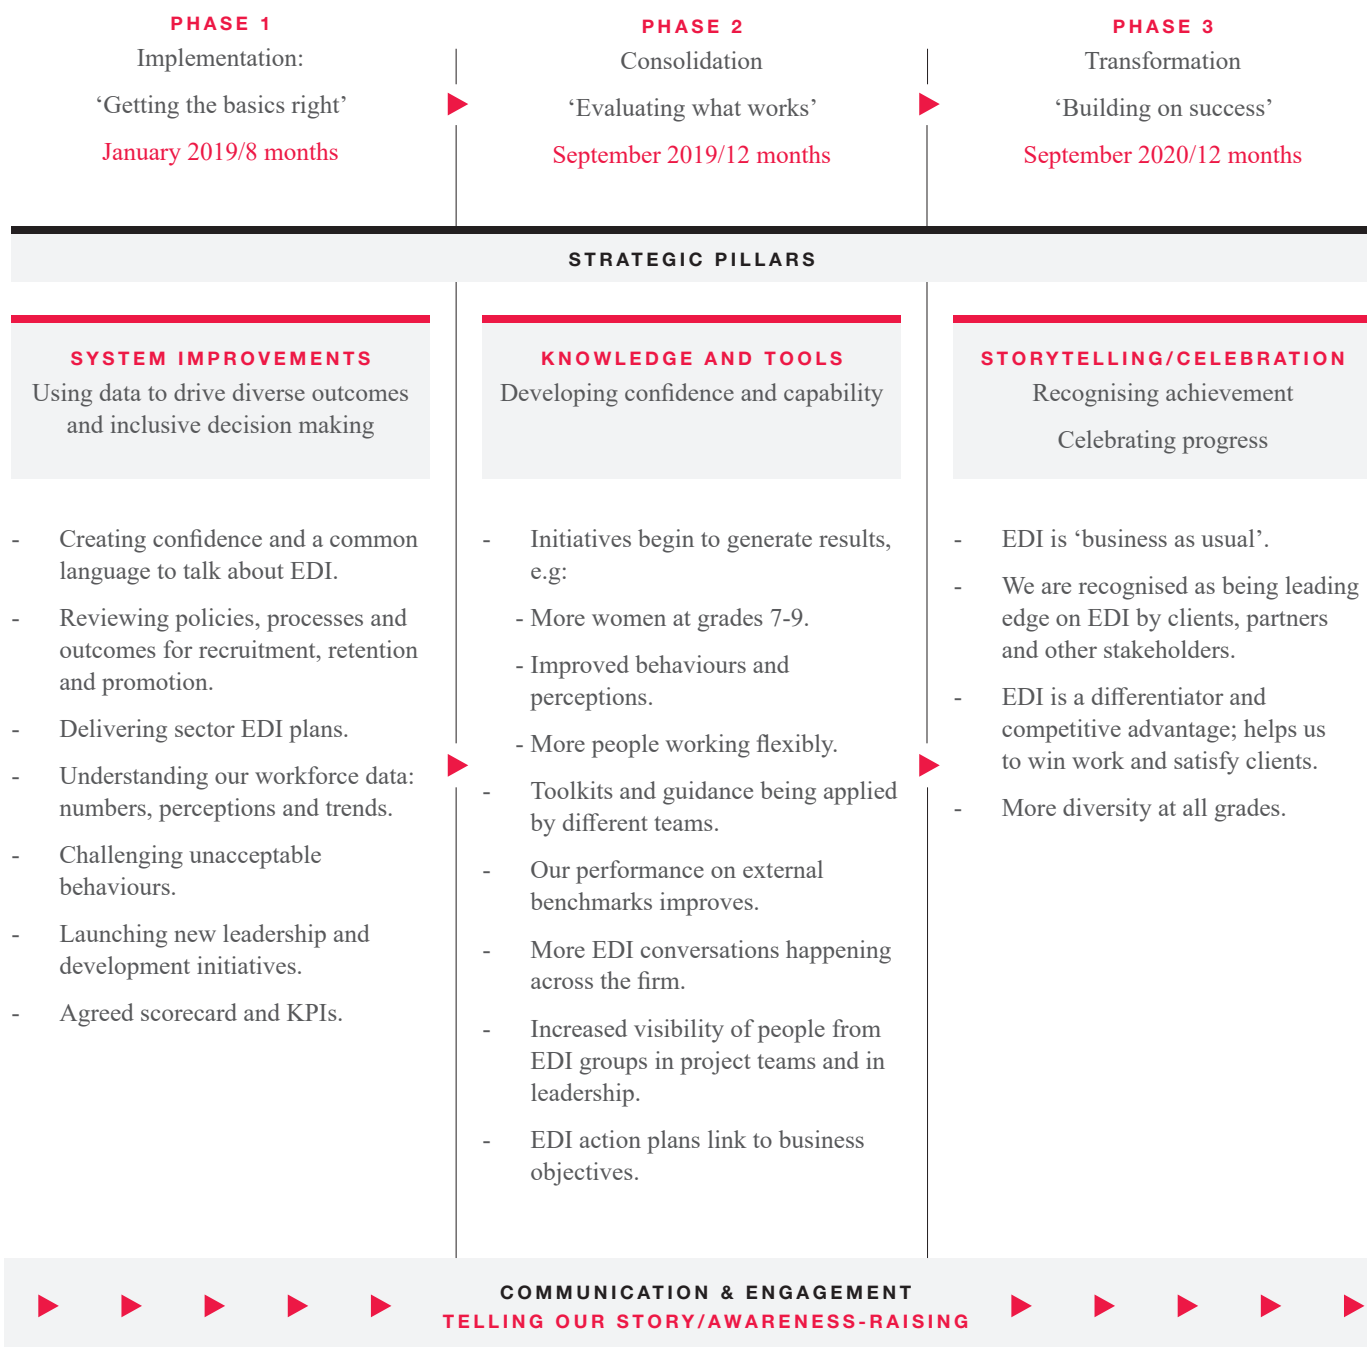 PHASE 1
Implementation:
‘Getting the basics right’
January 2019/8 months
PHASE 2
Consolidation
‘Evaluating what works’
September 2019/12 months
PHASE 3
Transformation
‘Building on success’
September 2020/12 months
STRATEGIC PILLARS
SYSTEM IMPROVEMENTS
Using data to drive diverse outcomes
and inclusive decision making
- Creating confidence and a common
language to talk about EDI.
- Reviewing policies, processes and
outcomes for recruitment, retention
and promotion.
- Delivering sector EDI plans.
- Understanding our workforce data:
numbers, perceptions and trends.
- Challenging unacceptable
behaviours.
- Launching new leadership and
development initiatives.
- Agreed scorecard and KPIs.
KNOWLEDGE AND TOOLS
Developing confidence and capability
- Initiatives begin to generate results,
e.g:
- More women at grades 7-9.
- Improved behaviours and
perceptions.
- More people working flexibly.
- Toolkits and guidance being applied
by different teams.
- Our performance on external
benchmarks improves.
- More EDI conversations happening
across the firm.
- Increased visibility of people from
EDI groups in project teams and in
leadership.
- EDI action plans link to business
objectives.
STORYTELLING/CELEBRATION
Recognising achievement
Celebrating progress
- EDI is ‘business as usual’.
- We are recognised as being leading
edge on EDI by clients, partners
and other stakeholders.
- EDI is a differentiator and
competitive advantage; helps us
to win work and satisfy clients.
- More diversity at all grades.
COMMUNICATION & ENGAGEMENT
TELLING OUR STORY/AWARENESS-RAISING